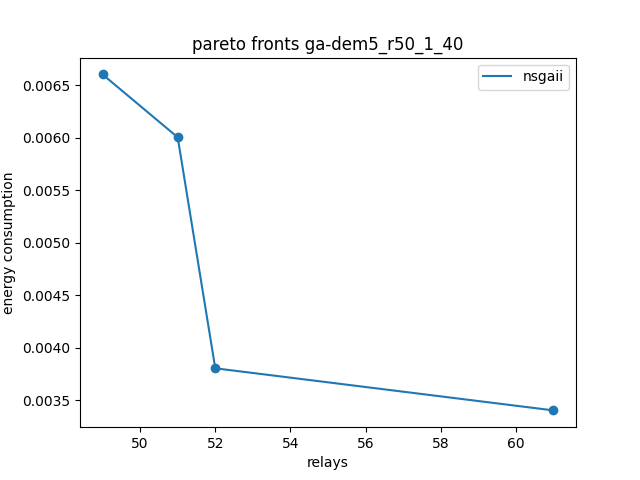 pareto fronts ga-dem5_r50_1_40
nsgaii
0.0065
0.0060
0.0055
0.0050
0.0045
0.0040
0.0035
energy consumption
50 52 54 56 58 60
relays